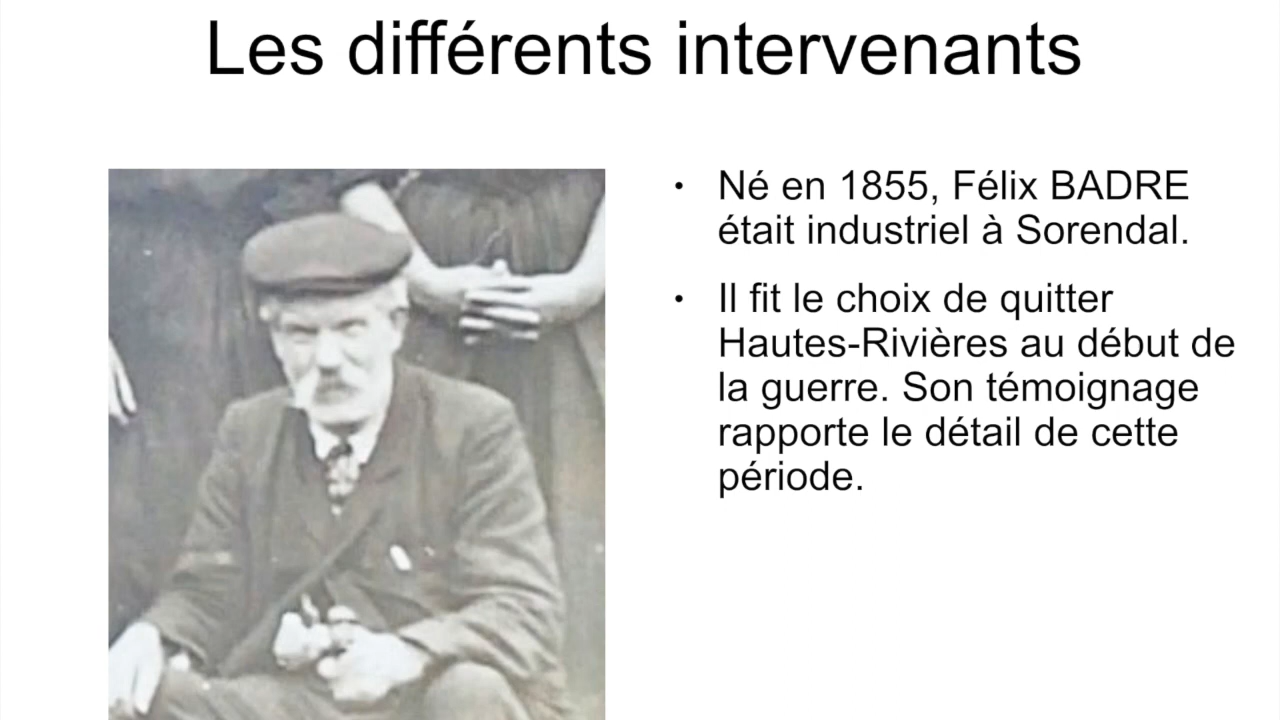 Les différents intervenants
• Né en 1855, Félix BADRE
était industriel à Sorendal.
• Il fit le choix de quitter
Hautes-Rivières au début de
la guerre. Son témoignage
rapporte le détail de cette
période.